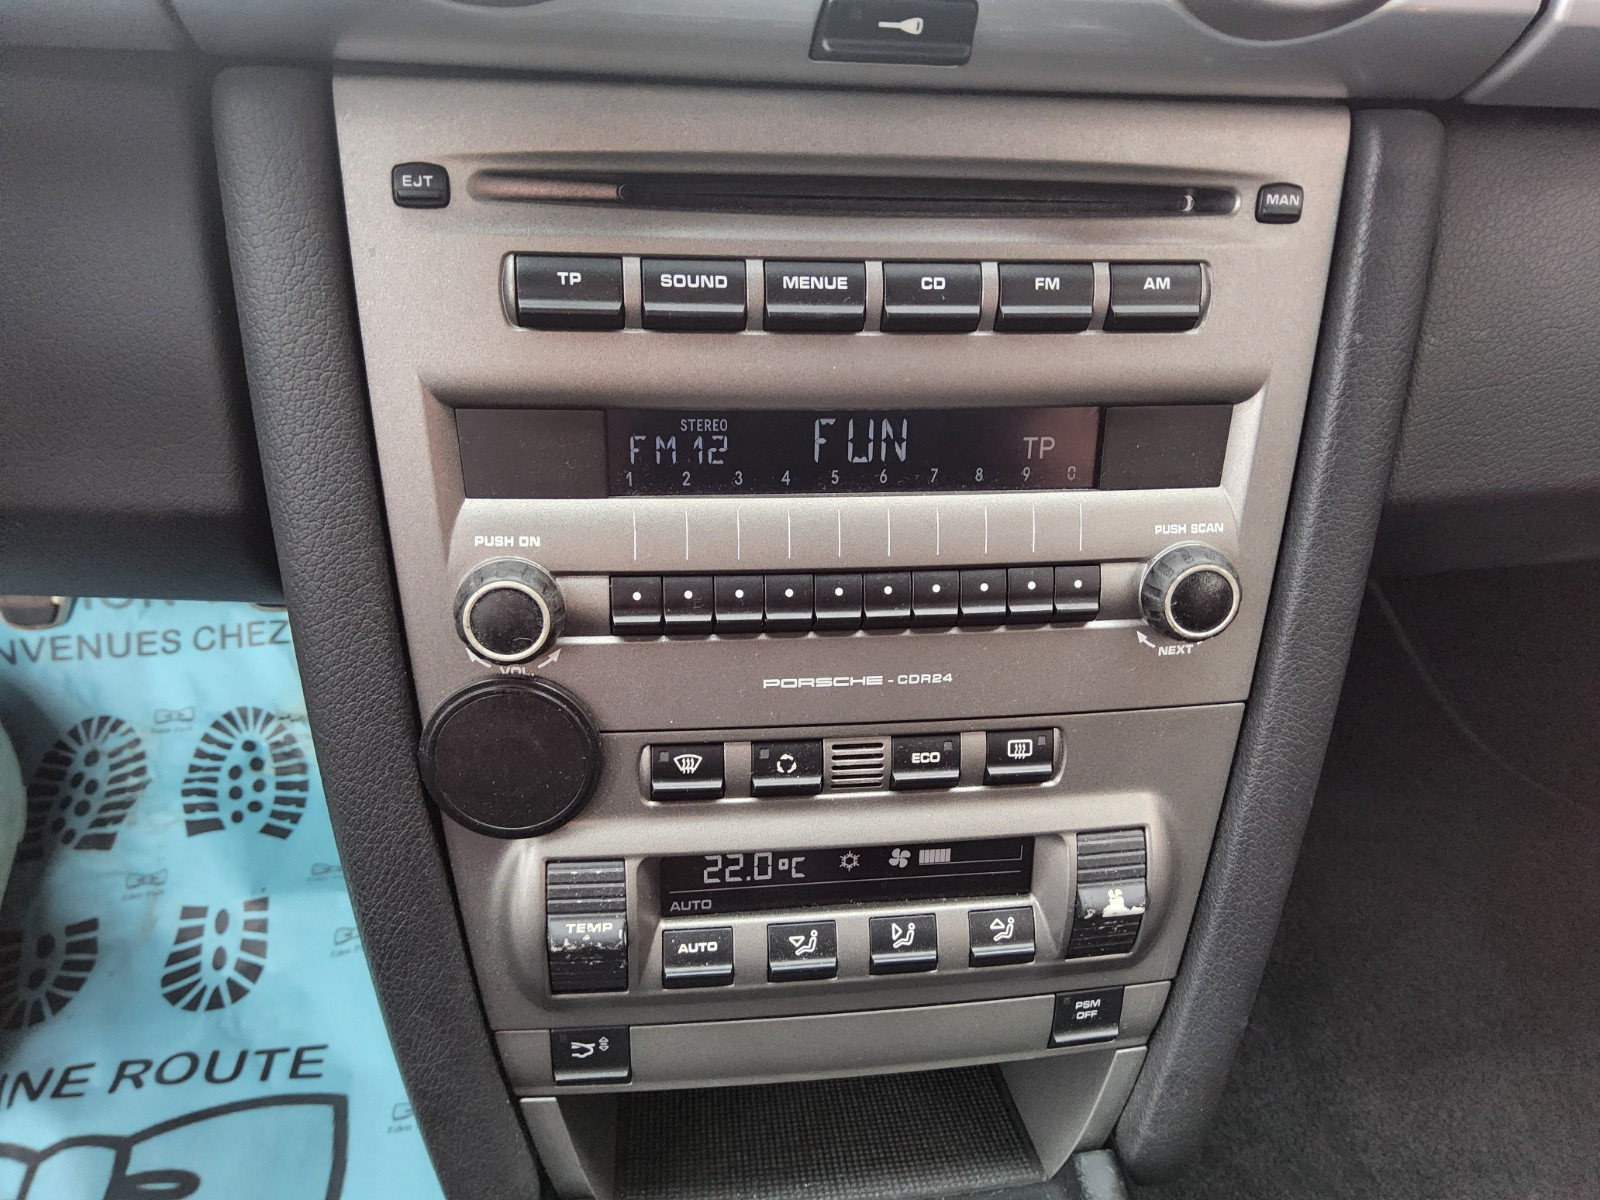 EJT
MAN
TP SOUND MENUE CD FM AM
STEREO
FM 12 FUN TP
1 2 3 4 5 6 7 8 9 0
PUSH ON
PUSH SCAN
VOL.
NEXT
PORSCHE - CDR24
ECO
22.0°C
AUTO
TEMP
AUTO
PSM
OFF
NVENUES CHEZ
INE ROUTE